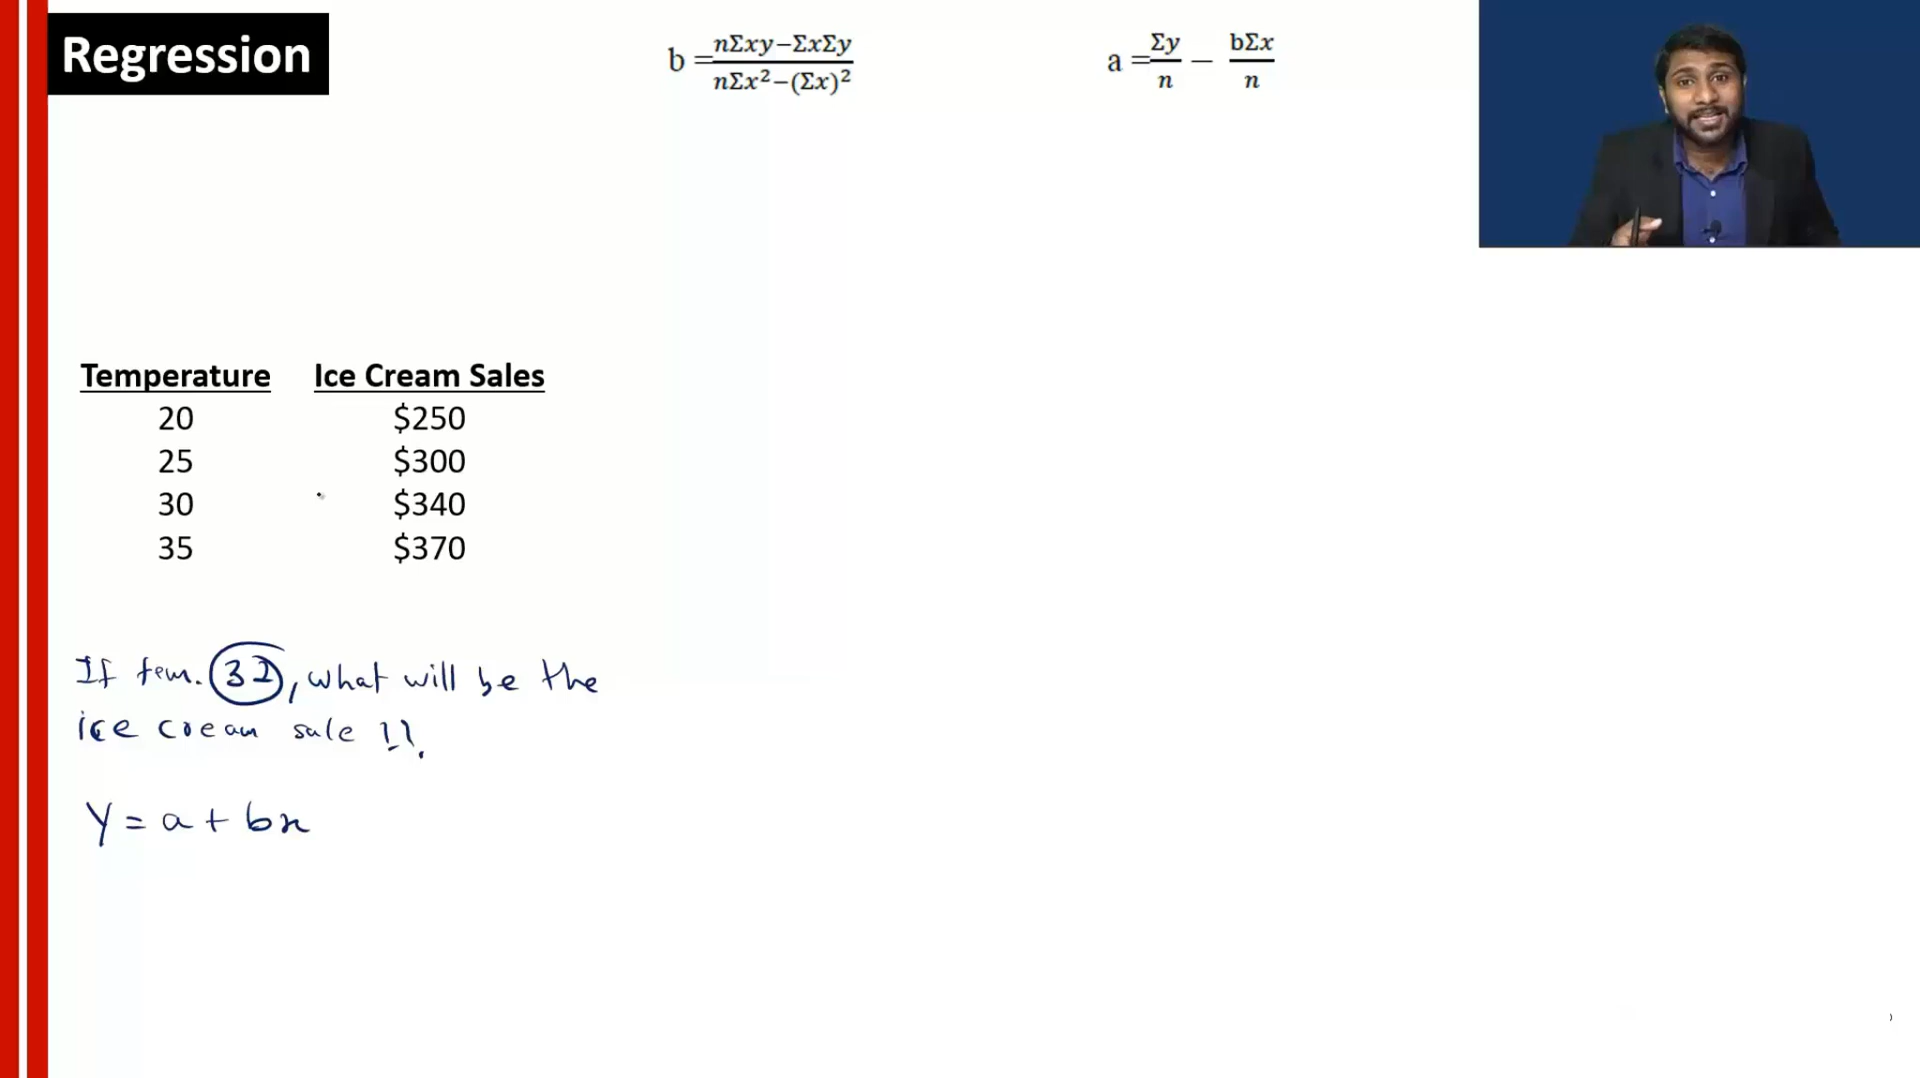 Regression
b = nΣxy−ΣxΣy / nΣx²−(Σx)²
a = Σy/n − bΣx/n
Temperature Ice Cream Sales
20 $250
25 $300
30 $340
35 $370
If tem. 32, what will be the
ice cream sale ??.
Y = a + bx